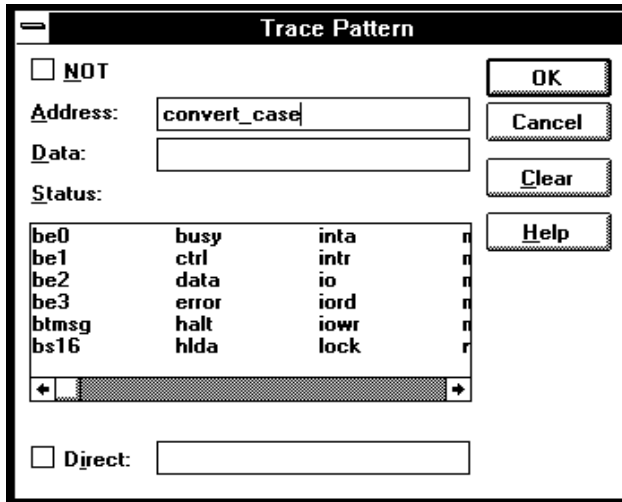 Trace Pattern
NOT
OK
Address: convert_case
Cancel
Data:
Clear
Status:
Help
be0 busy inta
be1 ctrl intr
be2 data io
be3 error iord
btmsg halt iowr
bs16 hlda lock
Direct: